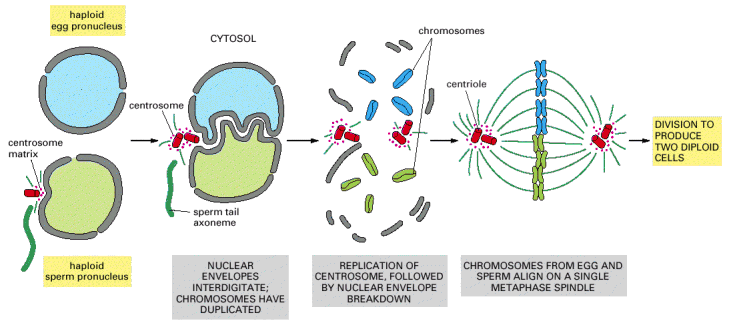 haploid
egg pronucleus
centrosome
matrix
haploid
sperm pronucleus
CYTOSOL
centrosome
sperm tail
axoneme
NUCLEAR
ENVELOPES
INTERDIGITATE;
CHROMOSOMES HAVE
DUPLICATED
chromosomes
REPLICATION OF
CENTROSOME, FOLLOWED
BY NUCLEAR ENVELOPE
BREAKDOWN
centriole
CHROMOSOMES FROM EGG AND
SPERM ALIGN ON A SINGLE
METAPHASE SPINDLE
DIVISION TO
PRODUCE
TWO DIPLOID
CELLS